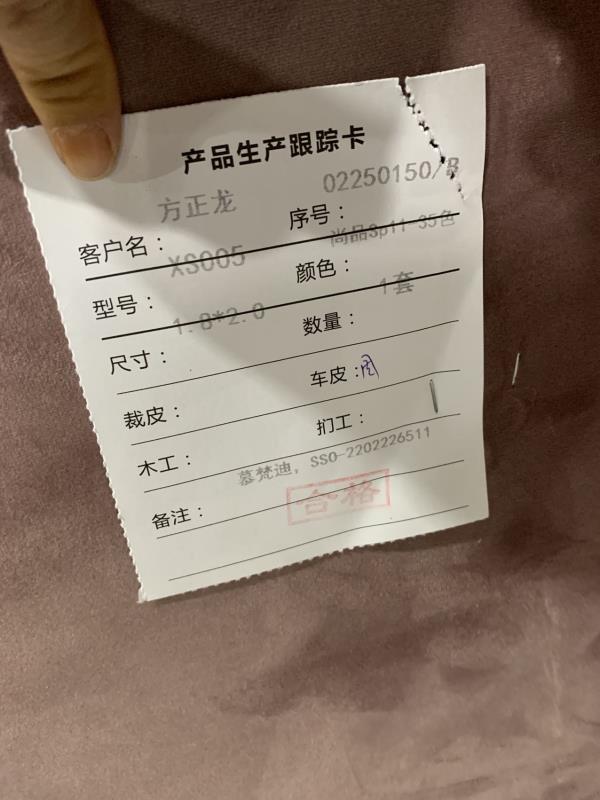 产品生产跟踪卡
方正龙 02250150/B
客户名： 序号：
XS005 尚品3p11-35色
型号： 颜色：
1.8*2.0 1套
尺寸： 数量：
裁皮： 车皮：周
木工： 扪工：
慕梵迪，SSO-2202226511
备注： 合格